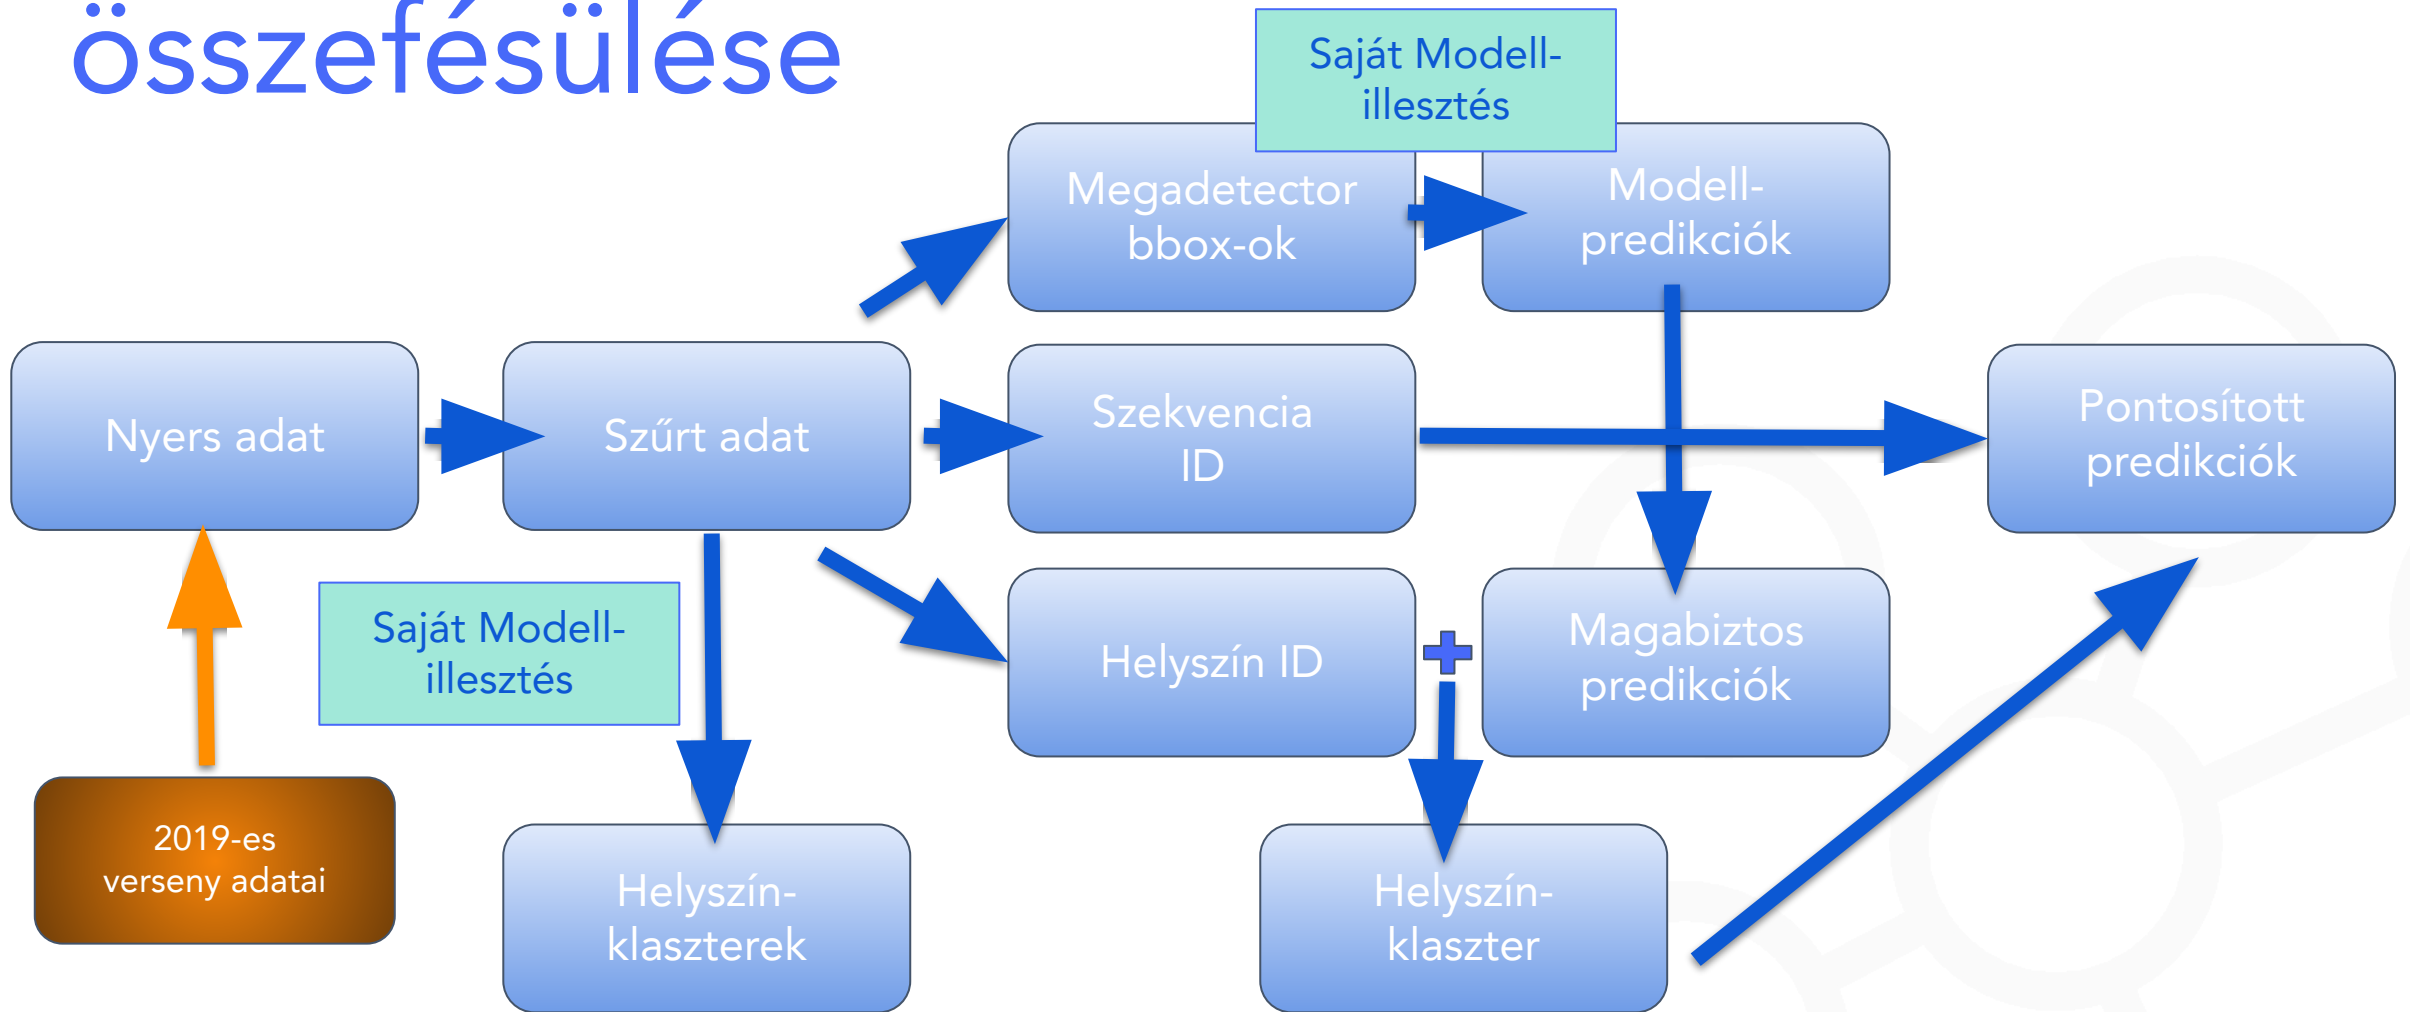 összefésülése
Saját Modell-
illesztés
Megadetector
bbox-ok
Modell-
predikciók
Nyers adat
Szűrt adat
Szekvencia
ID
Pontosított
predikciók
Saját Modell-
illesztés
Helyszín ID
Magabiztos
predikciók
2019-es
verseny adatai
Helyszín-
klaszterek
Helyszín-
klaszter